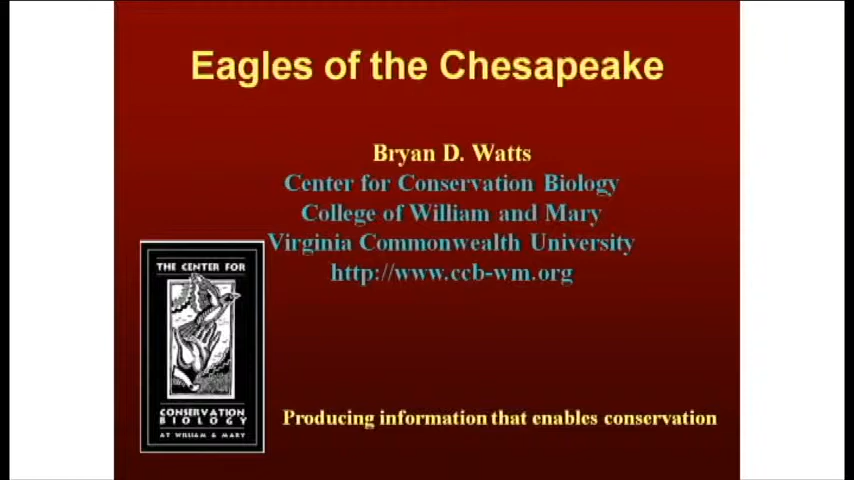 Eagles of the Chesapeake
Bryan D. Watts
Center for Conservation Biology
College of William and Mary
Virginia Commonwealth University
http://www.ccb-wm.org
THE CENTER FOR
CONSERVATION
BIOLOGY
AT WILLIAM & MARY
Producing information that enables conservation